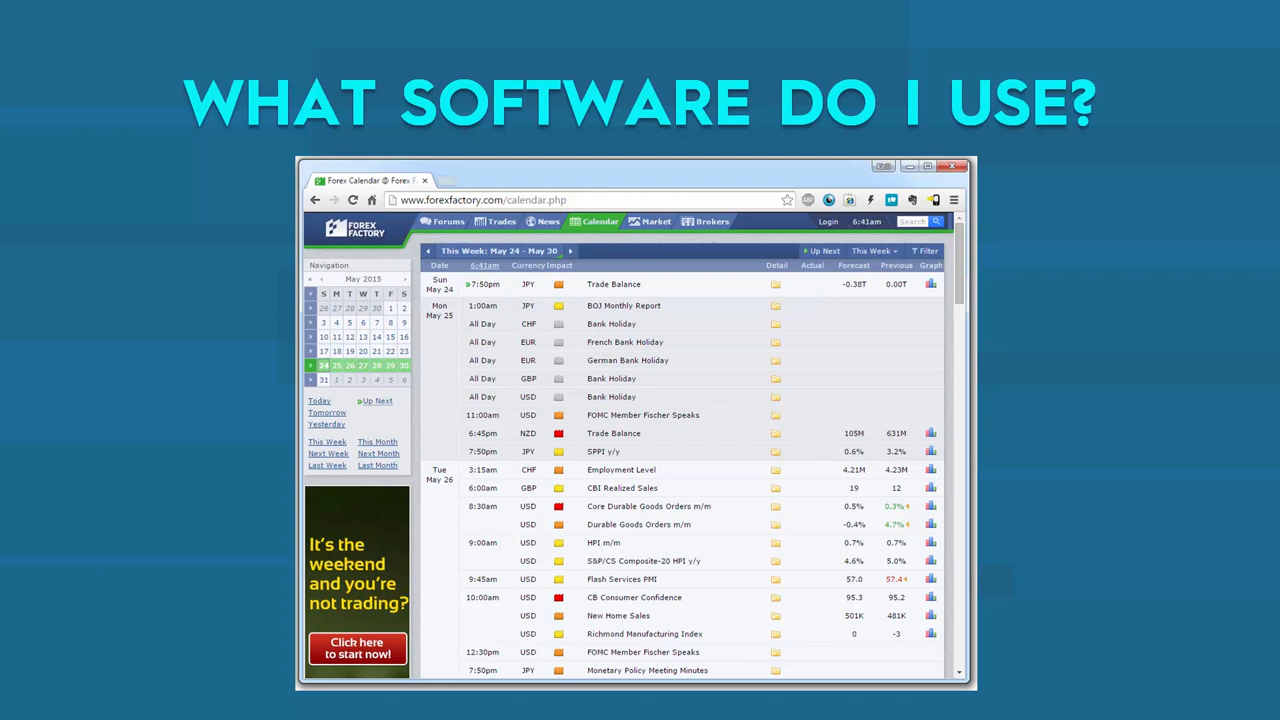 WHAT SOFTWARE DO I USE?
Forex Calendar @ Forex F
www.forexfactory.com/calendar.php
FOREX FACTORY
Forums Trades News Calendar Market Brokers Login 6:41am Search
This Week: May 24 - May 30 Up Next This Week Filter
Date 6:41am Currency Impact Detail Actual Forecast Previous Graph
Sun May 24 7:50pm JPY Trade Balance -0.38T 0.00T
Mon May 25 1:00am JPY BOJ Monthly Report
All Day CHF Bank Holiday
All Day EUR French Bank Holiday
All Day EUR German Bank Holiday
All Day GBP Bank Holiday
All Day USD Bank Holiday
11:00am USD FOMC Member Fischer Speaks
6:45pm NZD Trade Balance 105M 631M
7:50pm JPY SPPI y/y 0.6% 3.2%
Tue May 26 3:15am CHF Employment Level 4.21M 4.23M
6:00am GBP CBI Realized Sales 19 12
8:30am USD Core Durable Goods Orders m/m 0.5% 0.3%
USD Durable Goods Orders m/m -0.4% 4.7%
9:00am USD HPI m/m 0.7% 0.7%
USD S&P/CS Composite-20 HPI y/y 4.6% 5.0%
9:45am USD Flash Services PMI 57.0 57.4
10:00am USD CB Consumer Confidence 95.3 95.2
USD New Home Sales 501K 481K
USD Richmond Manufacturing Index 0 -3
12:30pm USD FOMC Member Fischer Speaks
7:50pm JPY Monetary Policy Meeting Minutes
Navigation
« ‹ May 2015 ›
S M T W T F S
26 27 28 29 30 1 2
3 4 5 6 7 8 9
10 11 12 13 14 15 16
17 18 19 20 21 22 23
24 25 26 27 28 29 30
31 1 2 3 4 5 6
Today Up Next
Tomorrow
Yesterday
This Week This Month
Next Week Next Month
Last Week Last Month
It's the
weekend
and you're
not trading?
Click here
to start now!